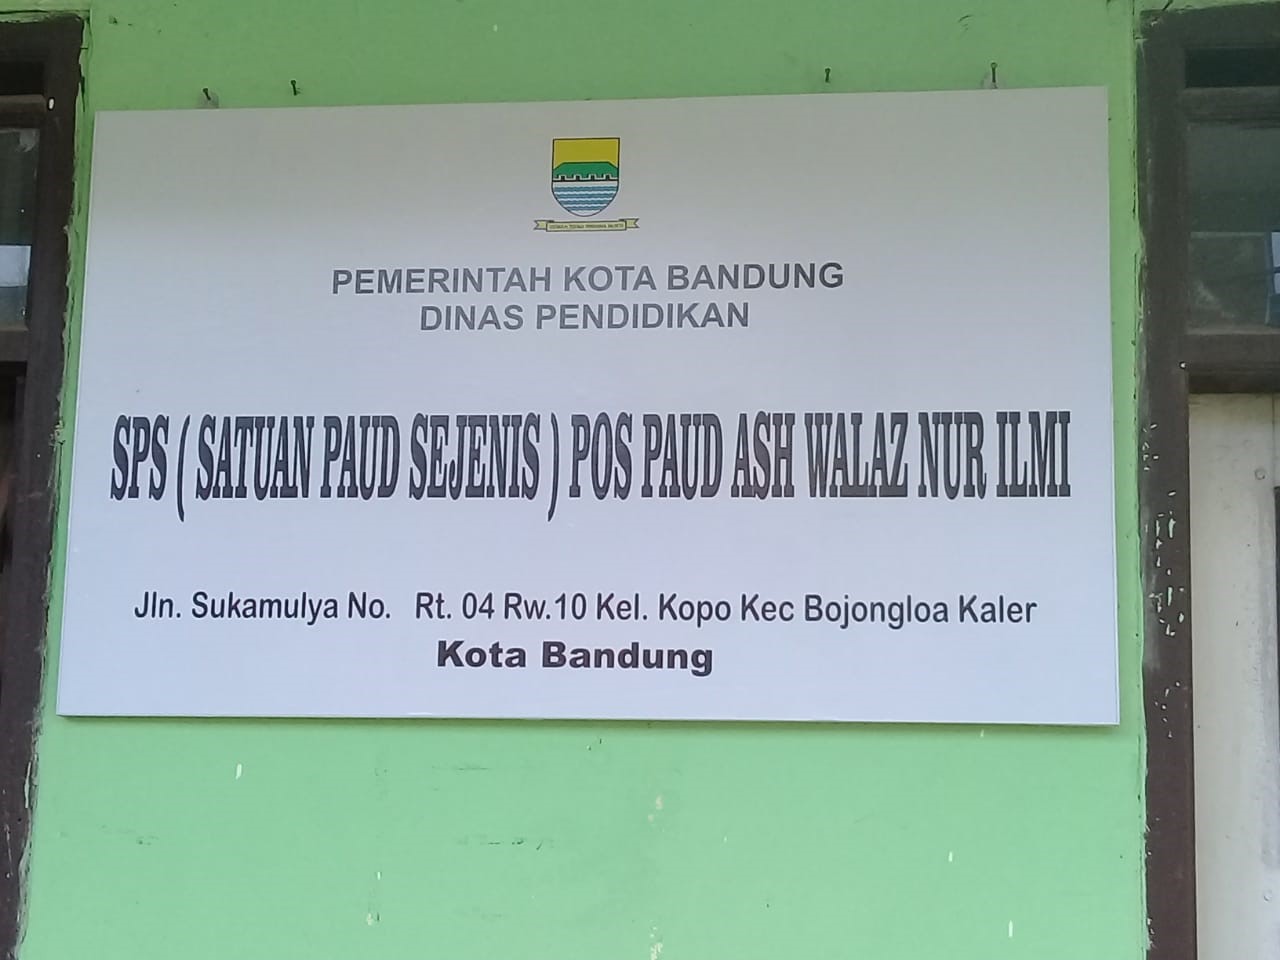 PEMERINTAH KOTA BANDUNG
DINAS PENDIDIKAN
SPS ( SATUAN PAUD SEJENIS ) POS PAUD ASH WALAZ NUR ILMI
Jln. Sukamulya No. Rt. 04 Rw.10 Kel. Kopo Kec Bojongloa Kaler
Kota Bandung